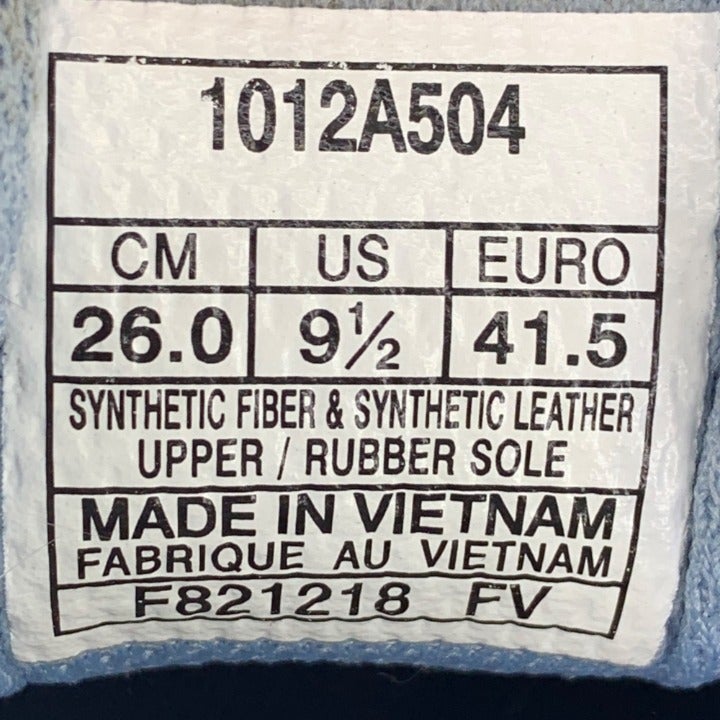 1012A504
CM US EURO
26.0 9½ 41.5
SYNTHETIC FIBER & SYNTHETIC LEATHER
UPPER / RUBBER SOLE
MADE IN VIETNAM
FABRIQUE AU VIETNAM
F821218 FV